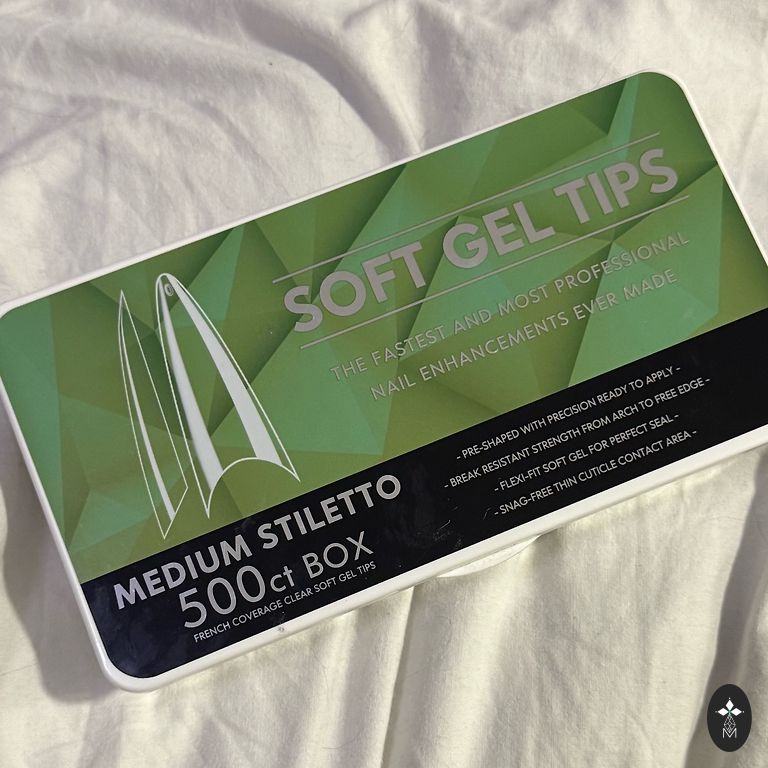 SOFT GEL TIPS
THE FASTEST AND MOST PROFESSIONAL
NAIL ENHANCEMENTS EVER MADE
- PRE-SHAPED WITH PRECISION READY TO APPLY -
- BREAK RESISTANT STRENGTH FROM ARCH TO FREE EDGE -
- FLEXI-FIT SOFT GEL FOR PERFECT SEAL -
- SNAG-FREE THIN CUTICLE CONTACT AREA -
MEDIUM STILETTO
500ct BOX
FRENCH COVERAGE CLEAR SOFT GEL TIPS
M